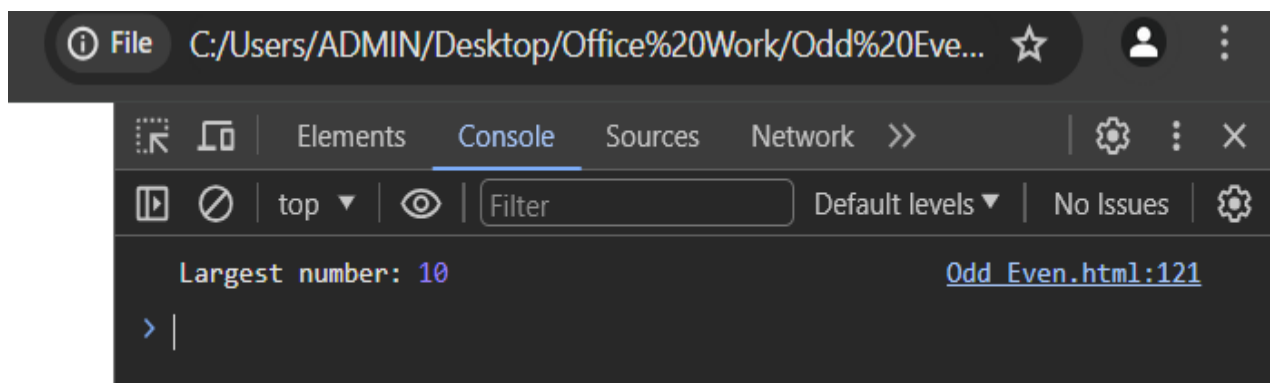 File C:/Users/ADMIN/Desktop/Office%20Work/Odd%20Eve...
Elements Console Sources Network
top Filter Default levels No Issues
Largest number: 10 Odd Even.html:121